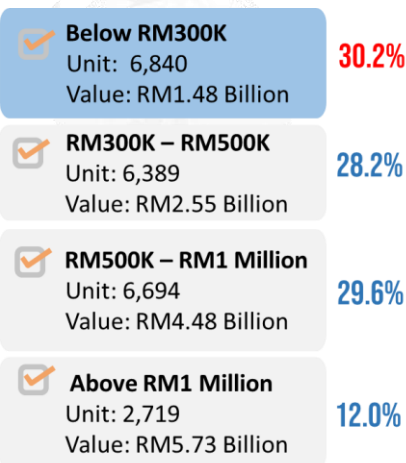 Below RM300K
Unit: 6,840
Value: RM1.48 Billion
30.2%
RM300K – RM500K
Unit: 6,389
Value: RM2.55 Billion
28.2%
RM500K – RM1 Million
Unit: 6,694
Value: RM4.48 Billion
29.6%
Above RM1 Million
Unit: 2,719
Value: RM5.73 Billion
12.0%